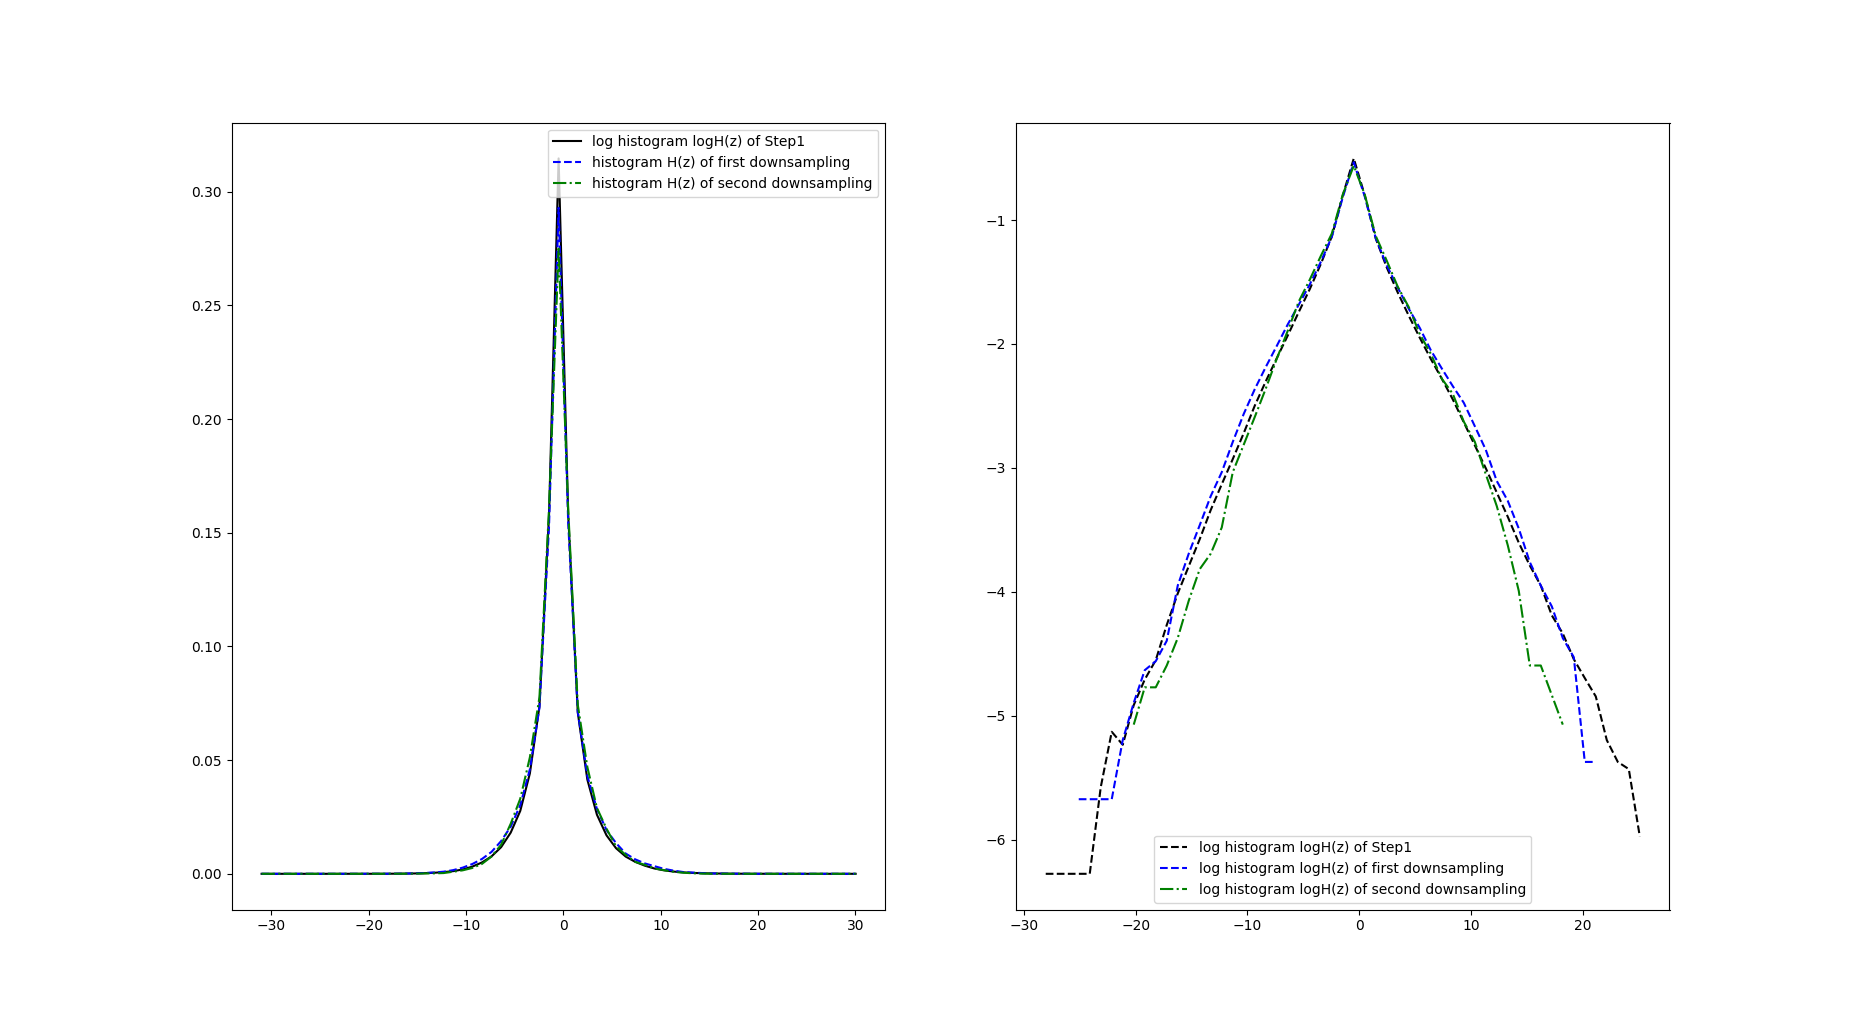 log histogram logH(z) of Step1
histogram H(z) of first downsampling
histogram H(z) of second downsampling
0.30
0.25
0.20
0.15
0.10
0.05
0.00
−30 −20 −10 0 10 20 30
−1
−2
−3
−4
−5
−6
log histogram logH(z) of Step1
log histogram logH(z) of first downsampling
log histogram logH(z) of second downsampling
−30 −20 −10 0 10 20